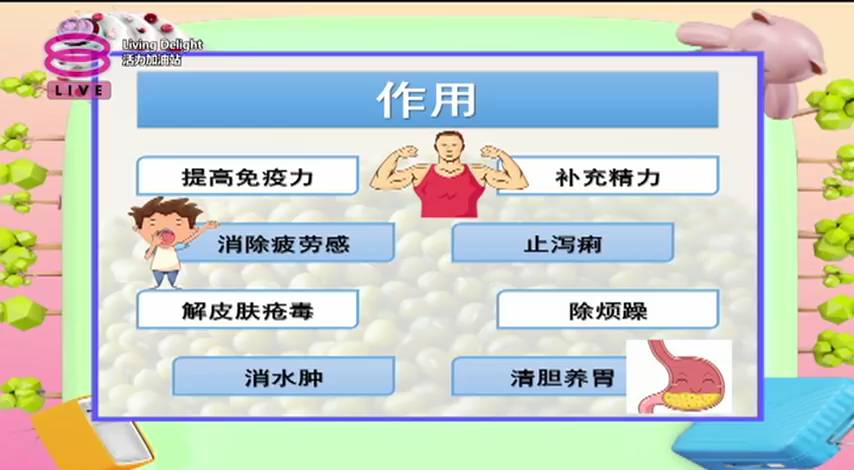 Living Delight
活力加油站
LIVE
作用
提高免疫力
补充精力
消除疲劳感
止泻痢
解皮肤疮毒
除烦躁
消水肿
清胆养胃